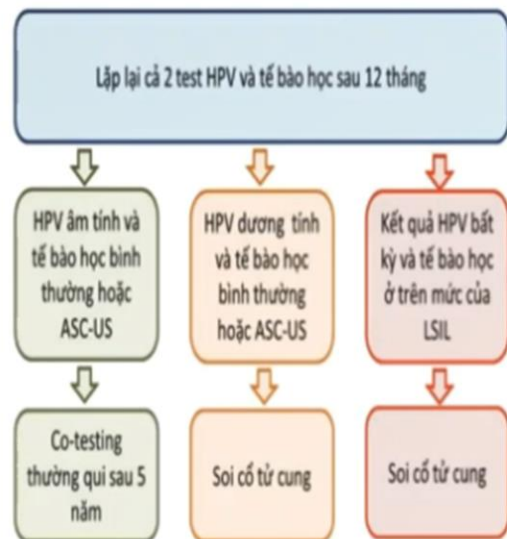 Lặp lại cả 2 test HPV và tế bào học sau 12 tháng
HPV âm tính và
tế bào học bình
thường hoặc
ASC-US
HPV dương tính
và tế bào học
bình thường
hoặc ASC-US
Kết quả HPV bất
kỳ và tế bào học
ở trên mức của
LSIL
Co-testing
thường qui sau 5
năm
Soi cổ tử cung
Soi cổ tử cung